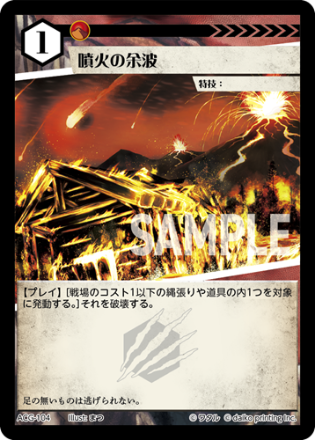 1
噴火の余波
特技：
SAMPLE
【プレイ】[戦場のコスト1以下の縄張りや道具の内1つを対象
に発動する。]それを破壊する。
足の無いものは逃げられない。
ACG-104 Illust: まつ © ワタル © daiko printing inc.